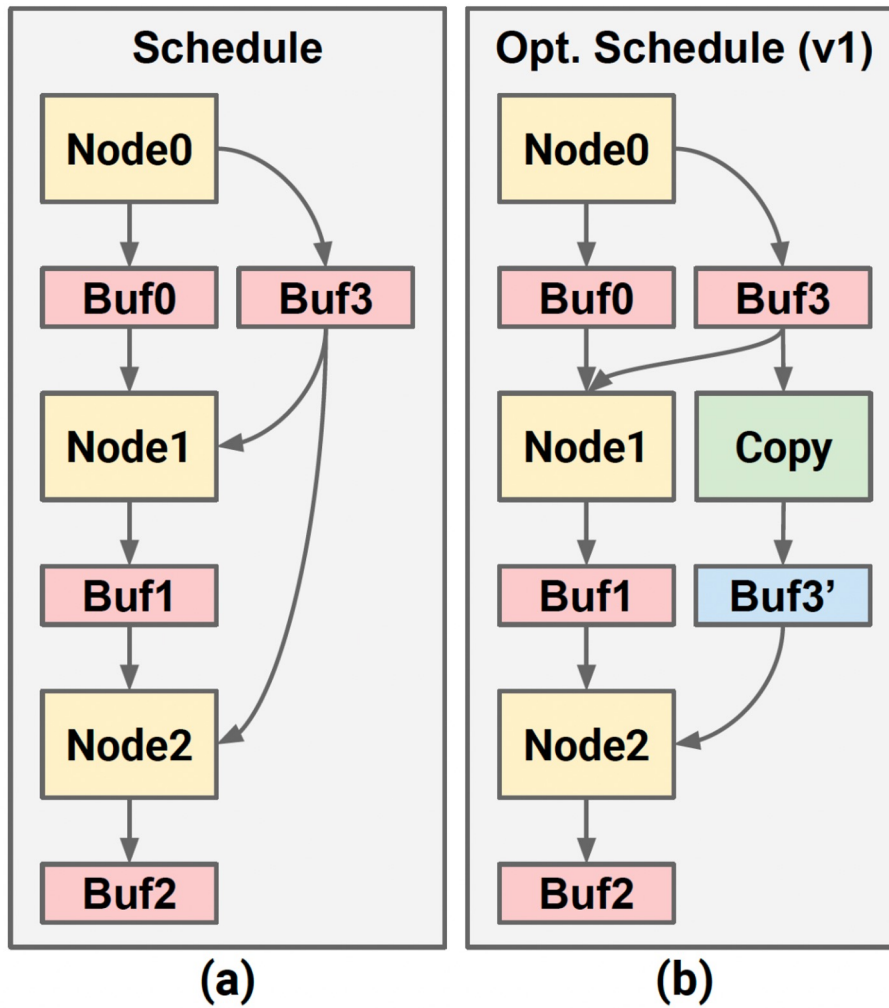 Schedule
Node0
Buf0
Buf3
Node1
Buf1
Node2
Buf2
(a)
Opt. Schedule (v1)
Node0
Buf0
Buf3
Node1
Copy
Buf1
Buf3’
Node2
Buf2
(b)